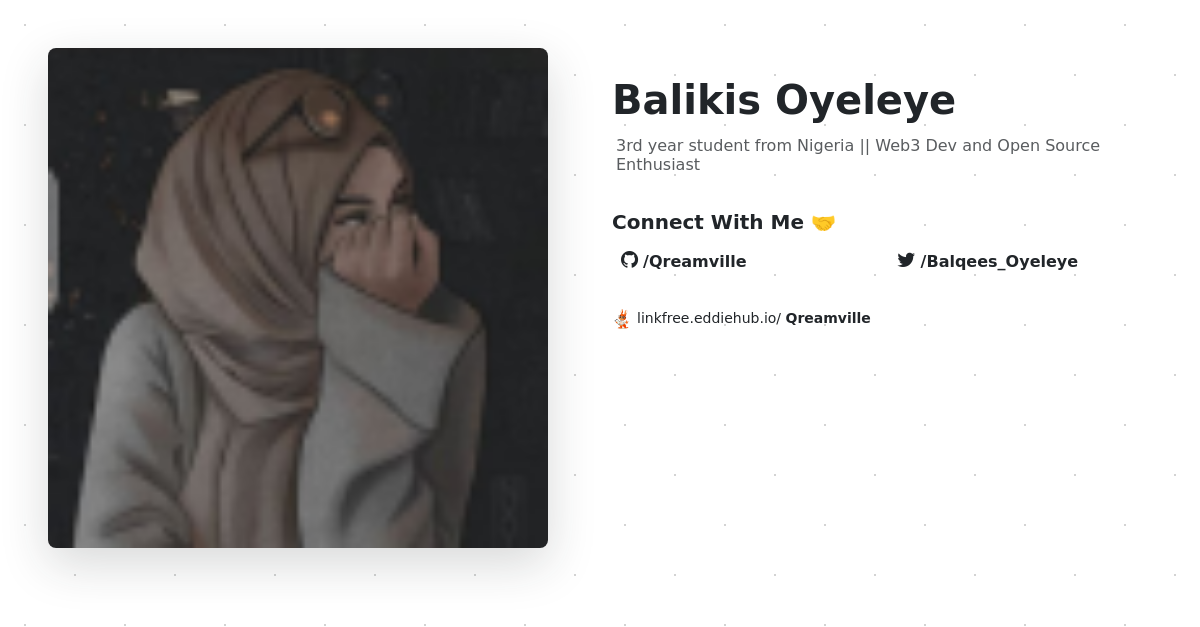 Balikis Oyeleye
3rd year student from Nigeria || Web3 Dev and Open Source
Enthusiast
Connect With Me 🤝
/Qreamville
/Balqees_Oyeleye
linkfree.eddiehub.io/ Qreamville